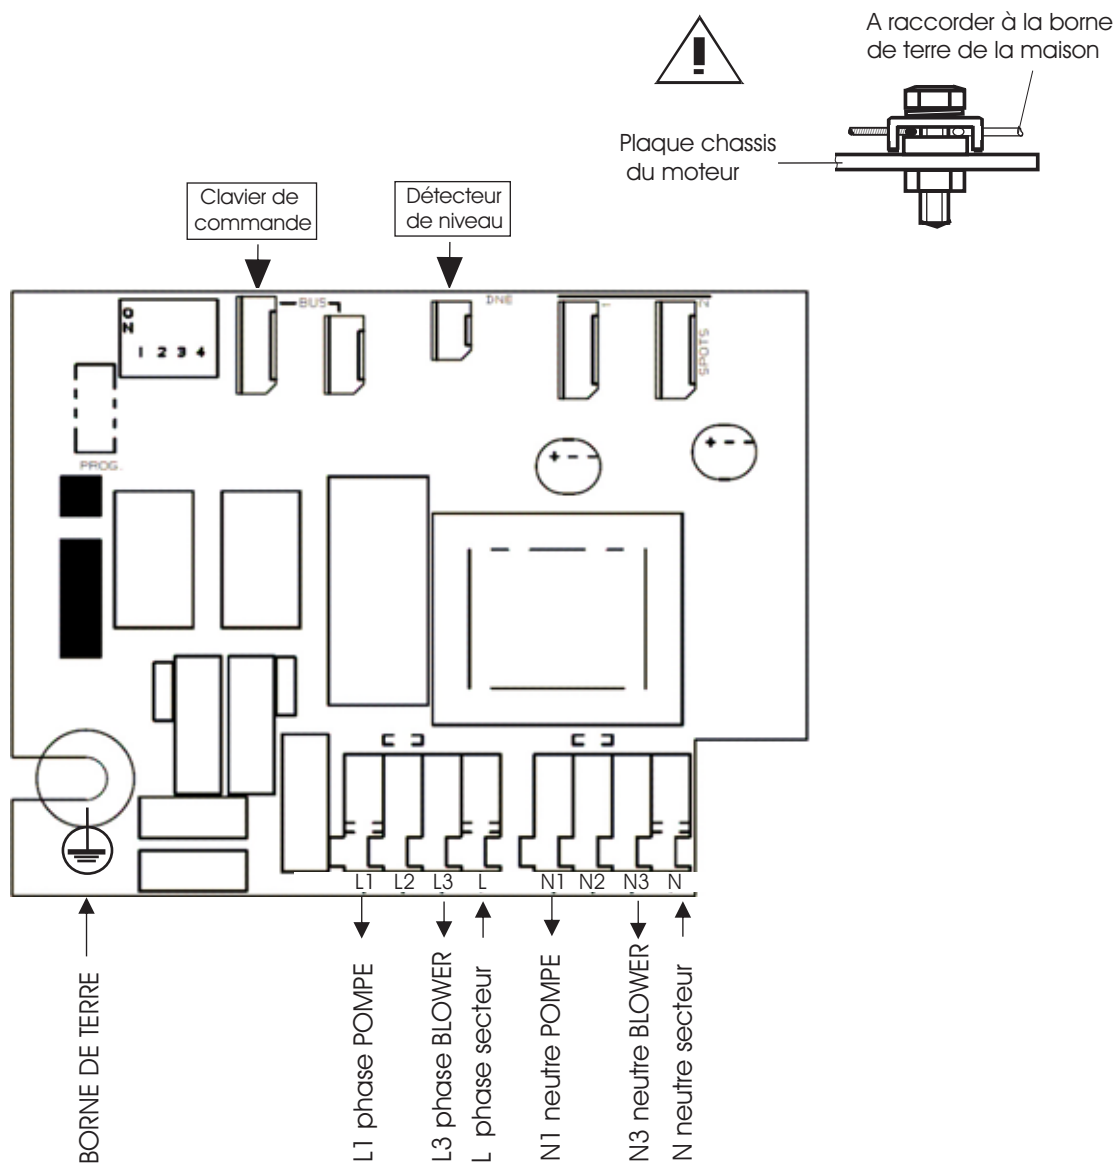 A raccorder à la borne
de terre de la maison
Plaque chassis
du moteur
Clavier de
commande
Détecteur
de niveau
ON
1 2 3 4
BUS
DNE
1
2
SPOTS
PROG.
+ - -
+ - -
L1 L2 L3 L
N1 N2 N3 N
BORNE DE TERRE
L1 phase POMPE
L3 phase BLOWER
L phase secteur
N1 neutre POMPE
N3 neutre BLOWER
N neutre secteur